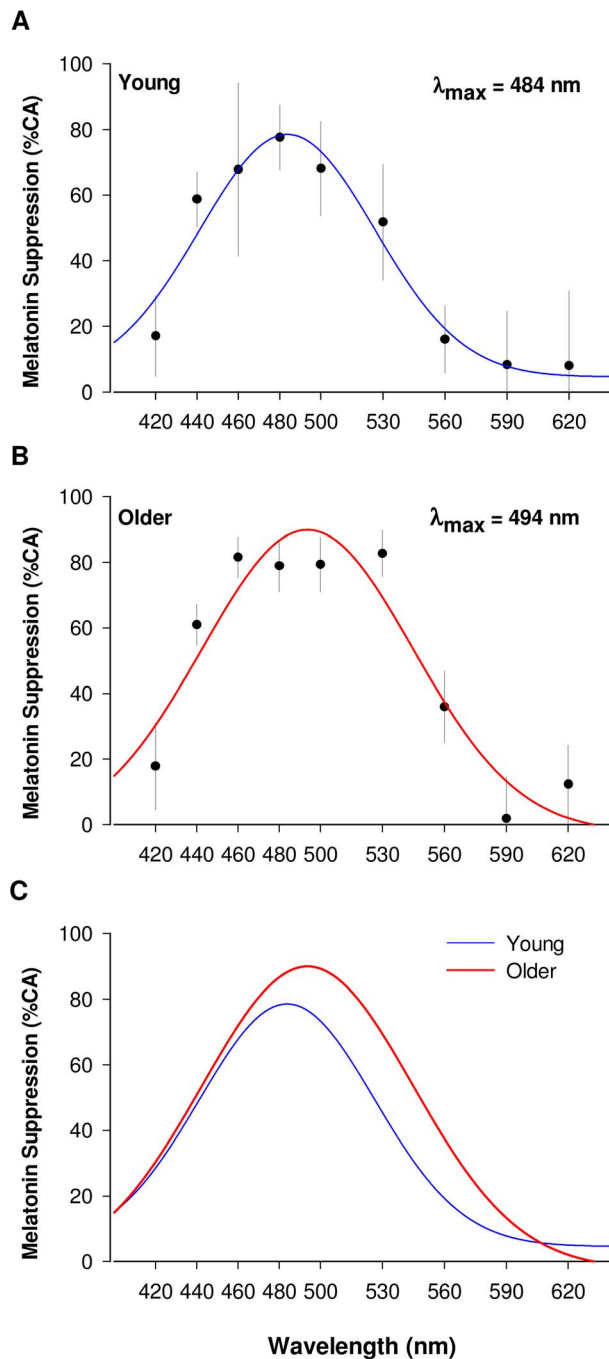 A
Young
λmax = 484 nm
Melatonin Suppression (%CA)
100
80
60
40
20
0
420 440 460 480 500 530 560 590 620
B
Older
λmax = 494 nm
Melatonin Suppression (%CA)
100
80
60
40
20
0
420 440 460 480 500 530 560 590 620
C
Young
Older
Melatonin Suppression (%CA)
100
80
60
40
20
0
420 440 460 480 500 530 560 590 620
Wavelength (nm)